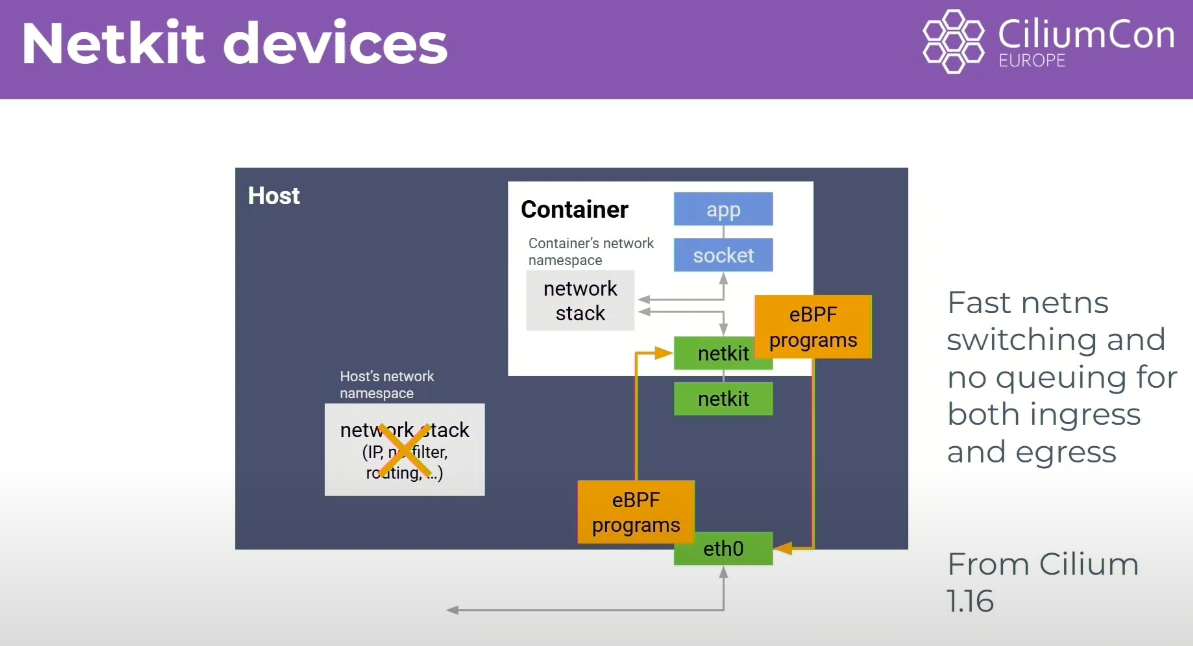 Netkit devices
CiliumCon
EUROPE
Host
Container
app
Container's network
namespace
socket
network
stack
eBPF
programs
netkit
Host's network
namespace
netkit
network stack
(IP, netfilter,
routing, ...)
eBPF
programs
eth0
Fast netns
switching and
no queuing for
both ingress
and egress
From Cilium
1.16